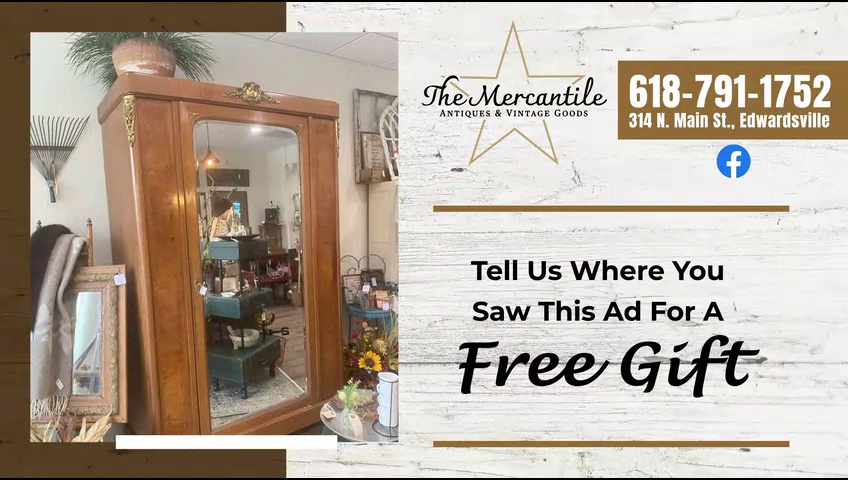 The Mercantile
Antiques & Vintage Goods
618-791-1752
314 N. Main St., Edwardsville
Tell Us Where You
Saw This Ad For A
Free Gift